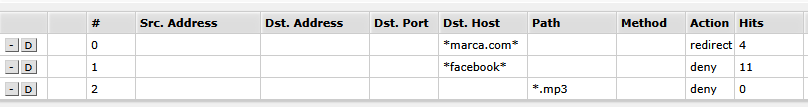 # Src. Address Dst. Address Dst. Port Dst. Host Path Method Action Hits
- D 0 *marca.com* redirect 4
- D 1 *facebook* deny 11
- D 2 *.mp3 deny 0